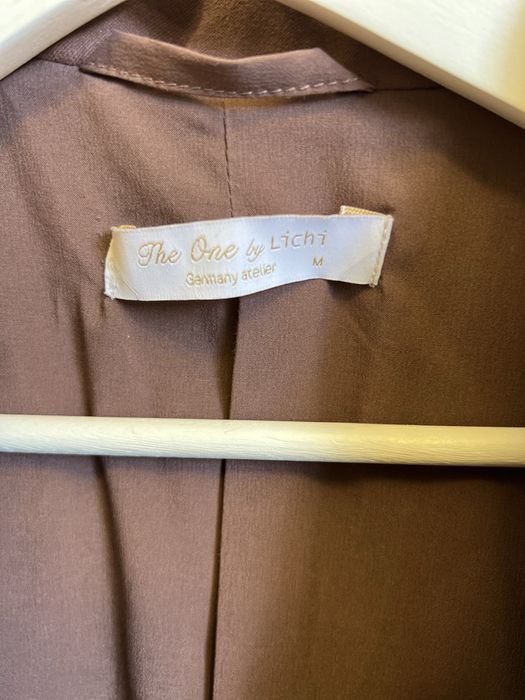 The One by Lichi
M
Germany atelier